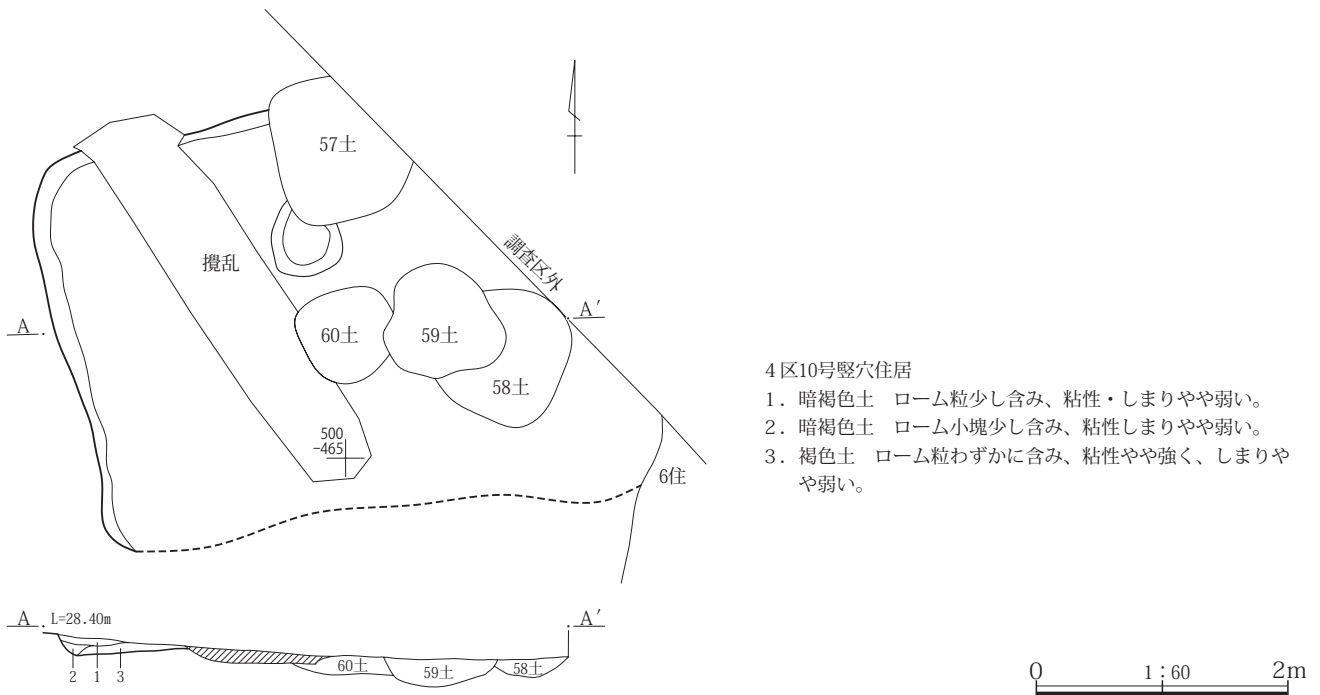 57土
攪乱
調査区外
A
A′
60土
59土
58土
500
-465
6住
4区10号竪穴住居
1．暗褐色土　ローム粒少し含み、粘性・しまりやや弱い。
2．暗褐色土　ローム小塊少し含み、粘性しまりやや弱い。
3．褐色土　ローム粒わずかに含み、粘性やや強く、しまりや
や弱い。
A
L=28.40m
A′
60土
59土
58土
2 1 3
0 1:60 2m